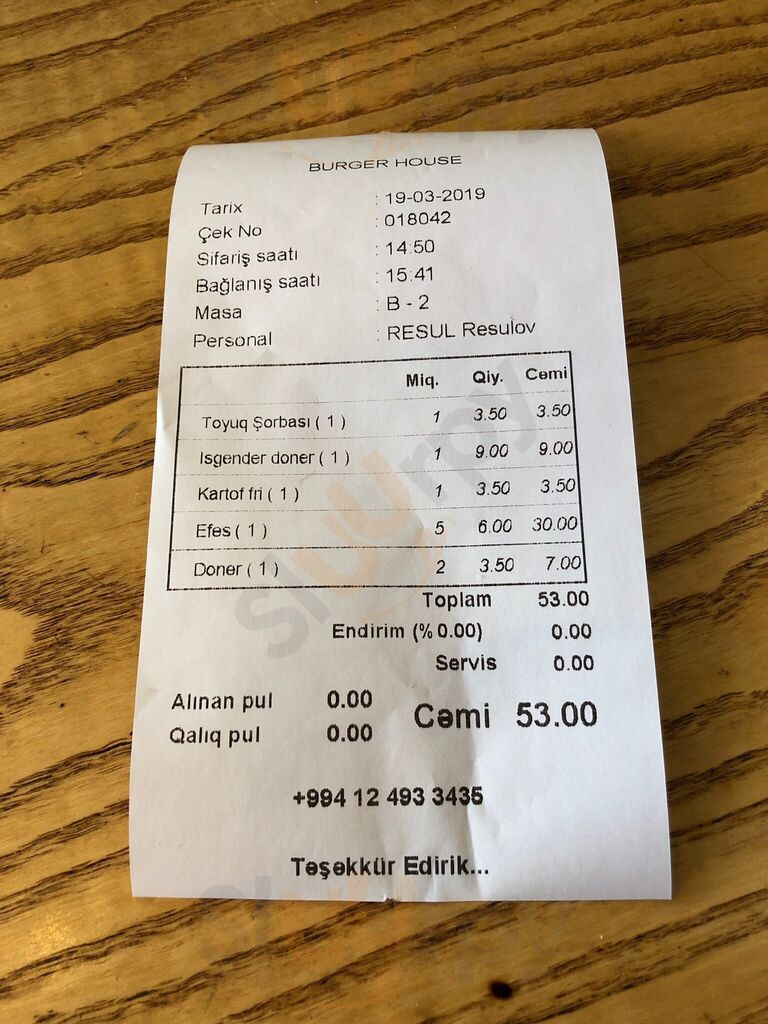 BURGER HOUSE
Tarix : 19-03-2019
Çek No : 018042
Sifariş saatı : 14:50
Bağlanış saatı : 15:41
Masa : B - 2
Personal : RESUL Resulov
Miq. Qiy. Cəmi
Toyuq Şorbası ( 1 ) 1 3.50 3.50
Isgender doner ( 1 ) 1 9.00 9.00
Kartof fri ( 1 ) 1 3.50 3.50
Efes ( 1 ) 5 6.00 30.00
Doner ( 1 ) 2 3.50 7.00
Toplam 53.00
Endirim (% 0.00) 0.00
Servis 0.00
Alınan pul 0.00
Qalıq pul 0.00
Cəmi 53.00
+994 12 493 3435
Təşəkkür Edirik...
Sluurpy